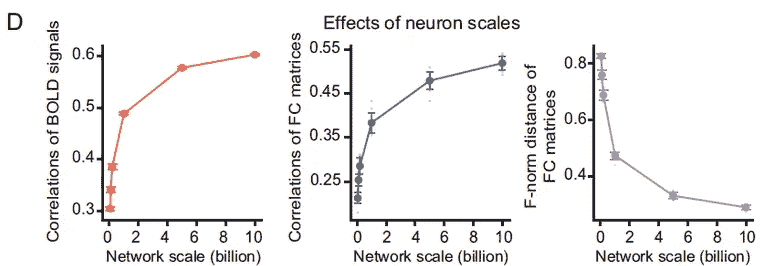 D
Effects of neuron scales
Correlations of BOLD signals
0.6
0.5
0.4
0.3
0 2 4 6 8 10
Network scale (billion)
Correlations of FC matrices
0.55
0.45
0.35
0.25
0 2 4 6 8 10
Network scale (billion)
F-norm distance of
FC matrices
0.8
0.6
0.4
0 2 4 6 8 10
Network scale (billion)